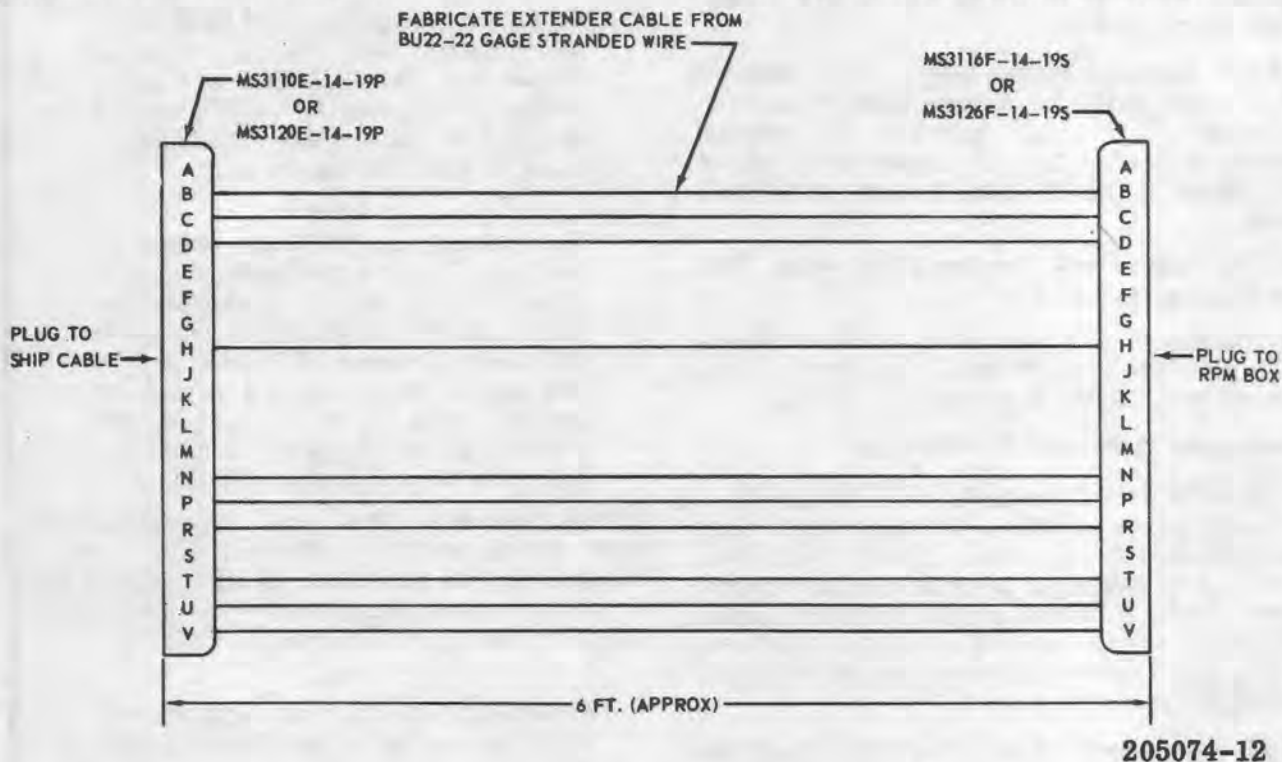 FABRICATE EXTENDER CABLE FROM
BU22-22 GAGE STRANDED WIRE
MS3110E-14-19P
OR
MS3120E-14-19P
MS3116F-14-19S
OR
MS3126F-14-19S
A
B
C
D
E
F
G
H
J
K
L
M
N
P
R
S
T
U
V
A
B
C
D
E
F
G
H
J
K
L
M
N
P
R
S
T
U
V
PLUG TO
SHIP CABLE
PLUG TO
RPM BOX
6 FT. (APPROX)
205074-12